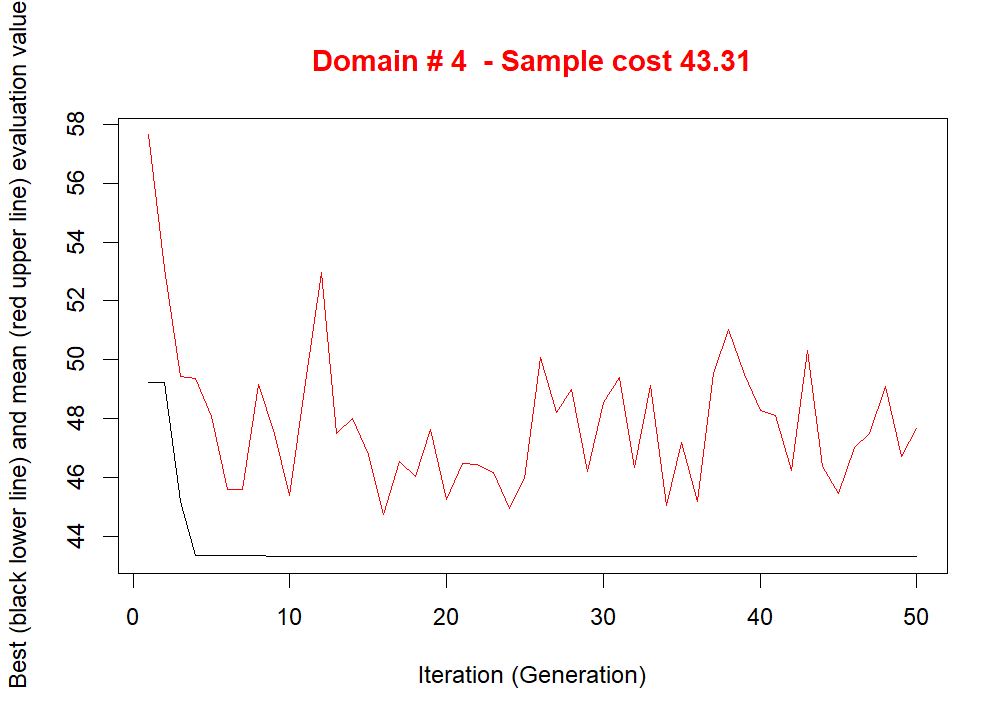 Domain # 4  - Sample cost 43.31
Best (black lower line) and mean (red upper line) evaluation value
58
56
54
52
50
48
46
44
0 10 20 30 40 50
Iteration (Generation)